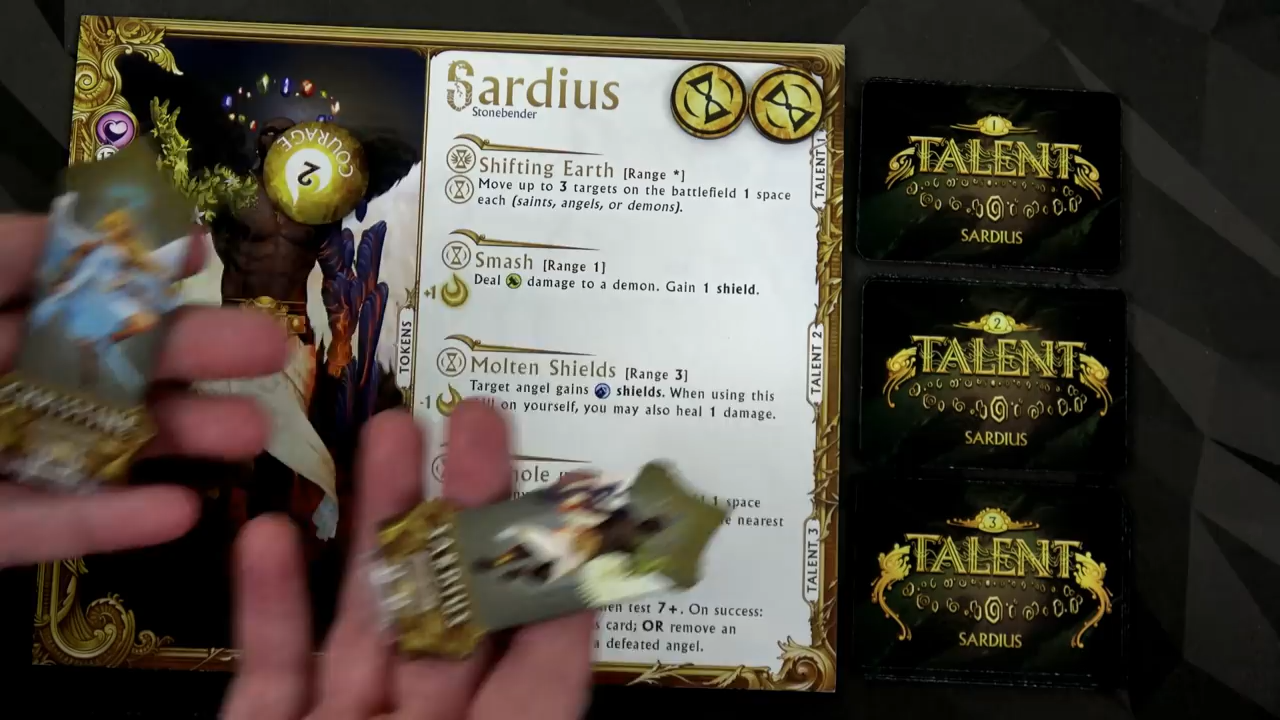 Sardius
Stonebender
COURAGE
2
Shifting Earth [Range *]
Move up to 3 targets on the battlefield 1 space
each (saints, angels, or demons).
Smash [Range 1]
+1
Deal damage to a demon. Gain 1 shield.
Molten Shields [Range 3]
-1
Target angel gains shields. When using this
on yourself, you may also heal 1 damage.
1 space
nearest
test 7+. On success:
card; OR remove an
a defeated angel.
TOKENS
TALENT 1
TALENT 2
TALENT 3
1
TALENT
SARDIUS
2
TALENT
SARDIUS
3
TALENT
SARDIUS